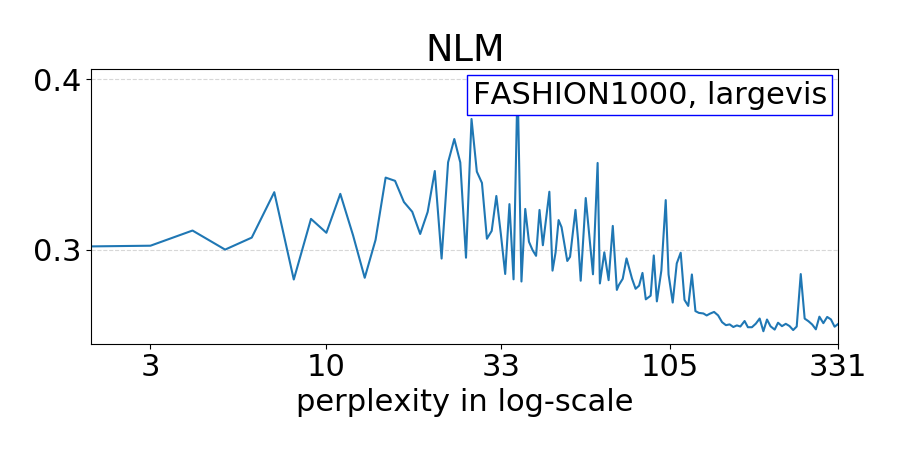 NLM
0.4
FASHION1000, largevis
0.3
3 10 33 105 331
perplexity in log-scale